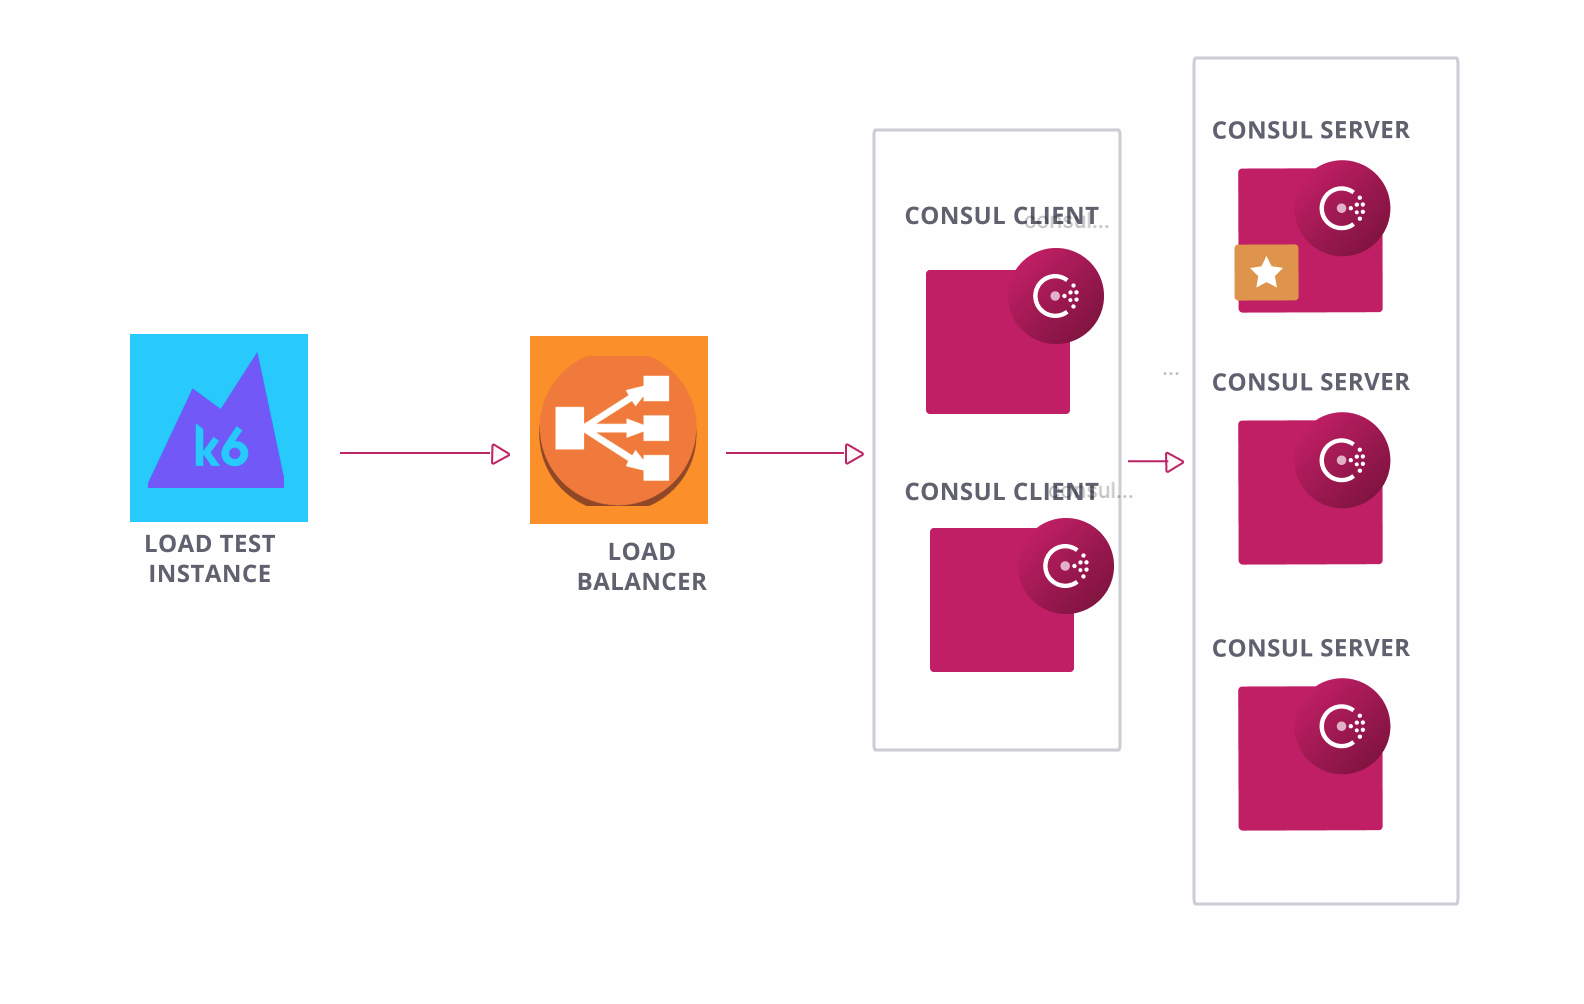 k6
LOAD TEST
INSTANCE
LOAD
BALANCER
CONSUL CLIENT
consul...
CONSUL CLIENT
consul...
...
CONSUL SERVER
CONSUL SERVER
CONSUL SERVER